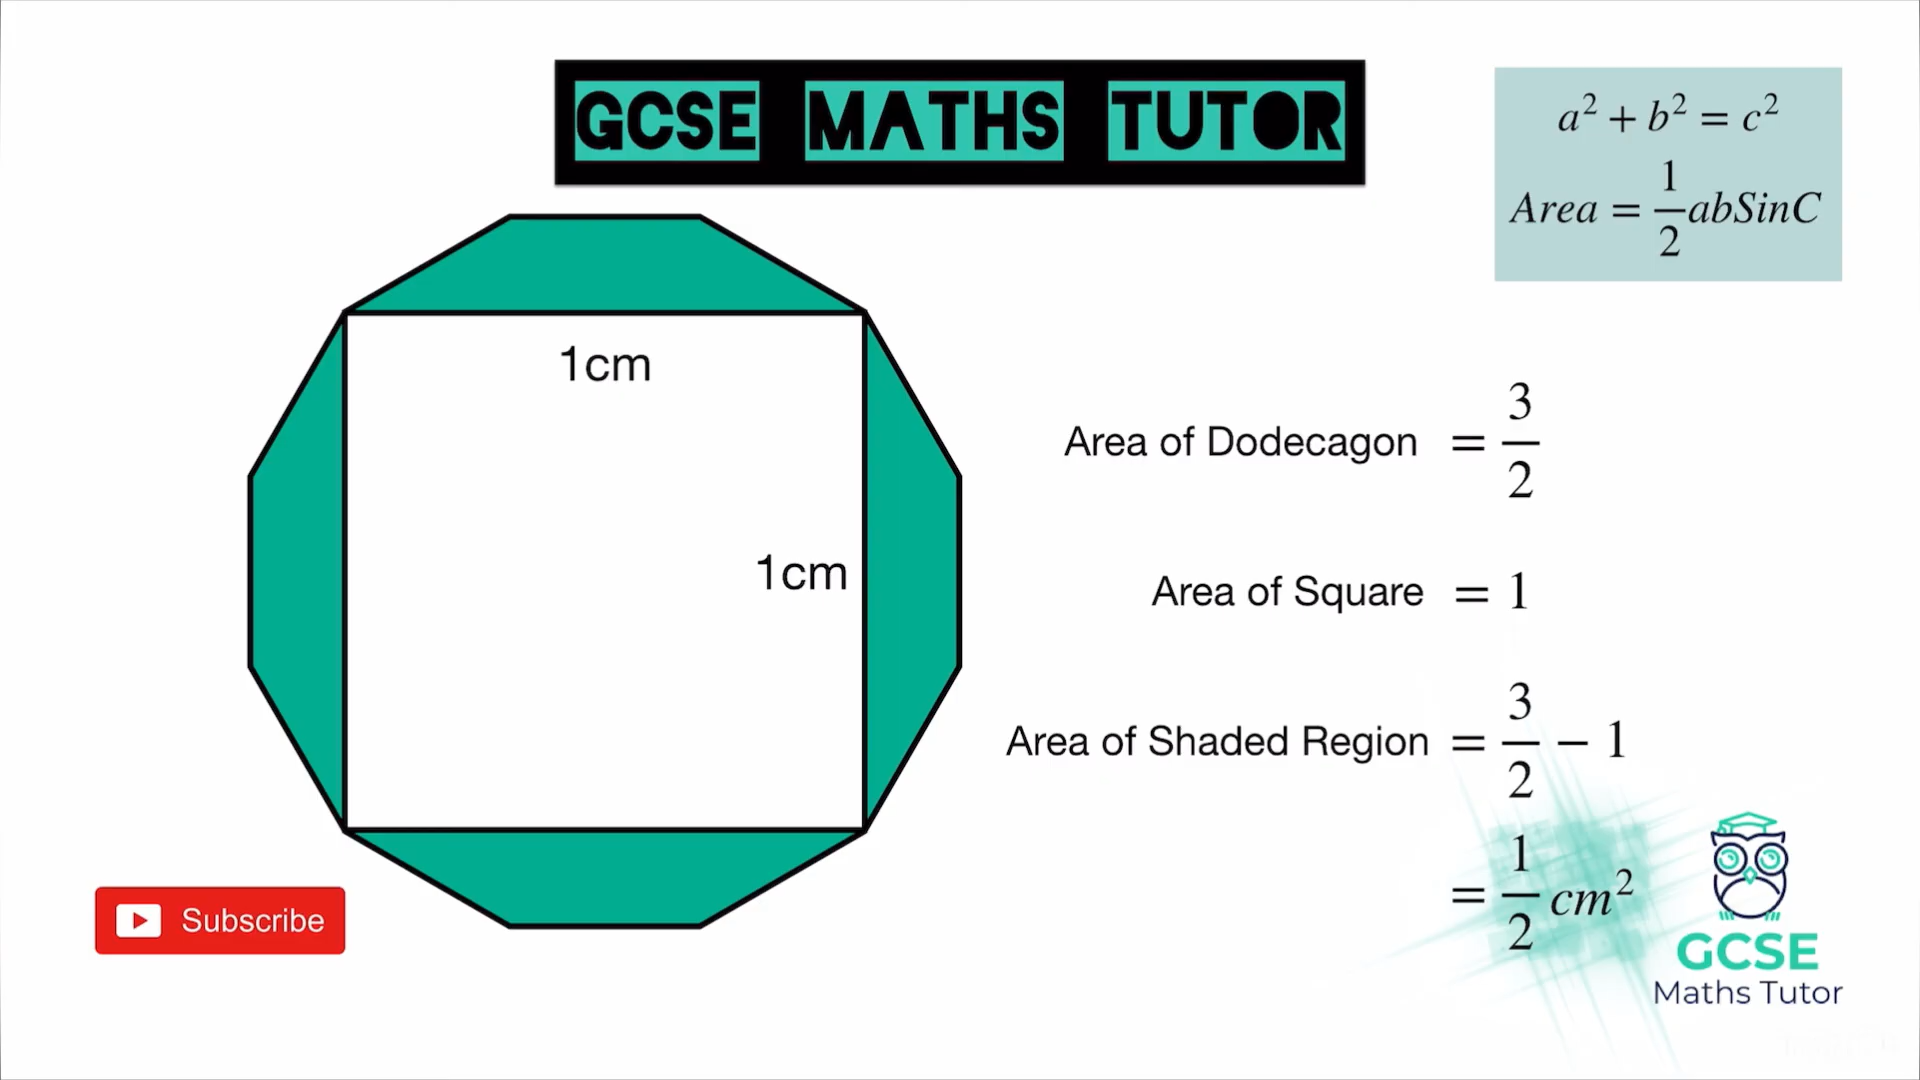 GCSE MATHS TUTOR
a² + b² = c²
Area = 1/2 abSinC
1cm
1cm
Area of Dodecagon = 3/2
Area of Square = 1
Area of Shaded Region = 3/2 − 1
= 1/2 cm²
Subscribe
GCSE
Maths Tutor